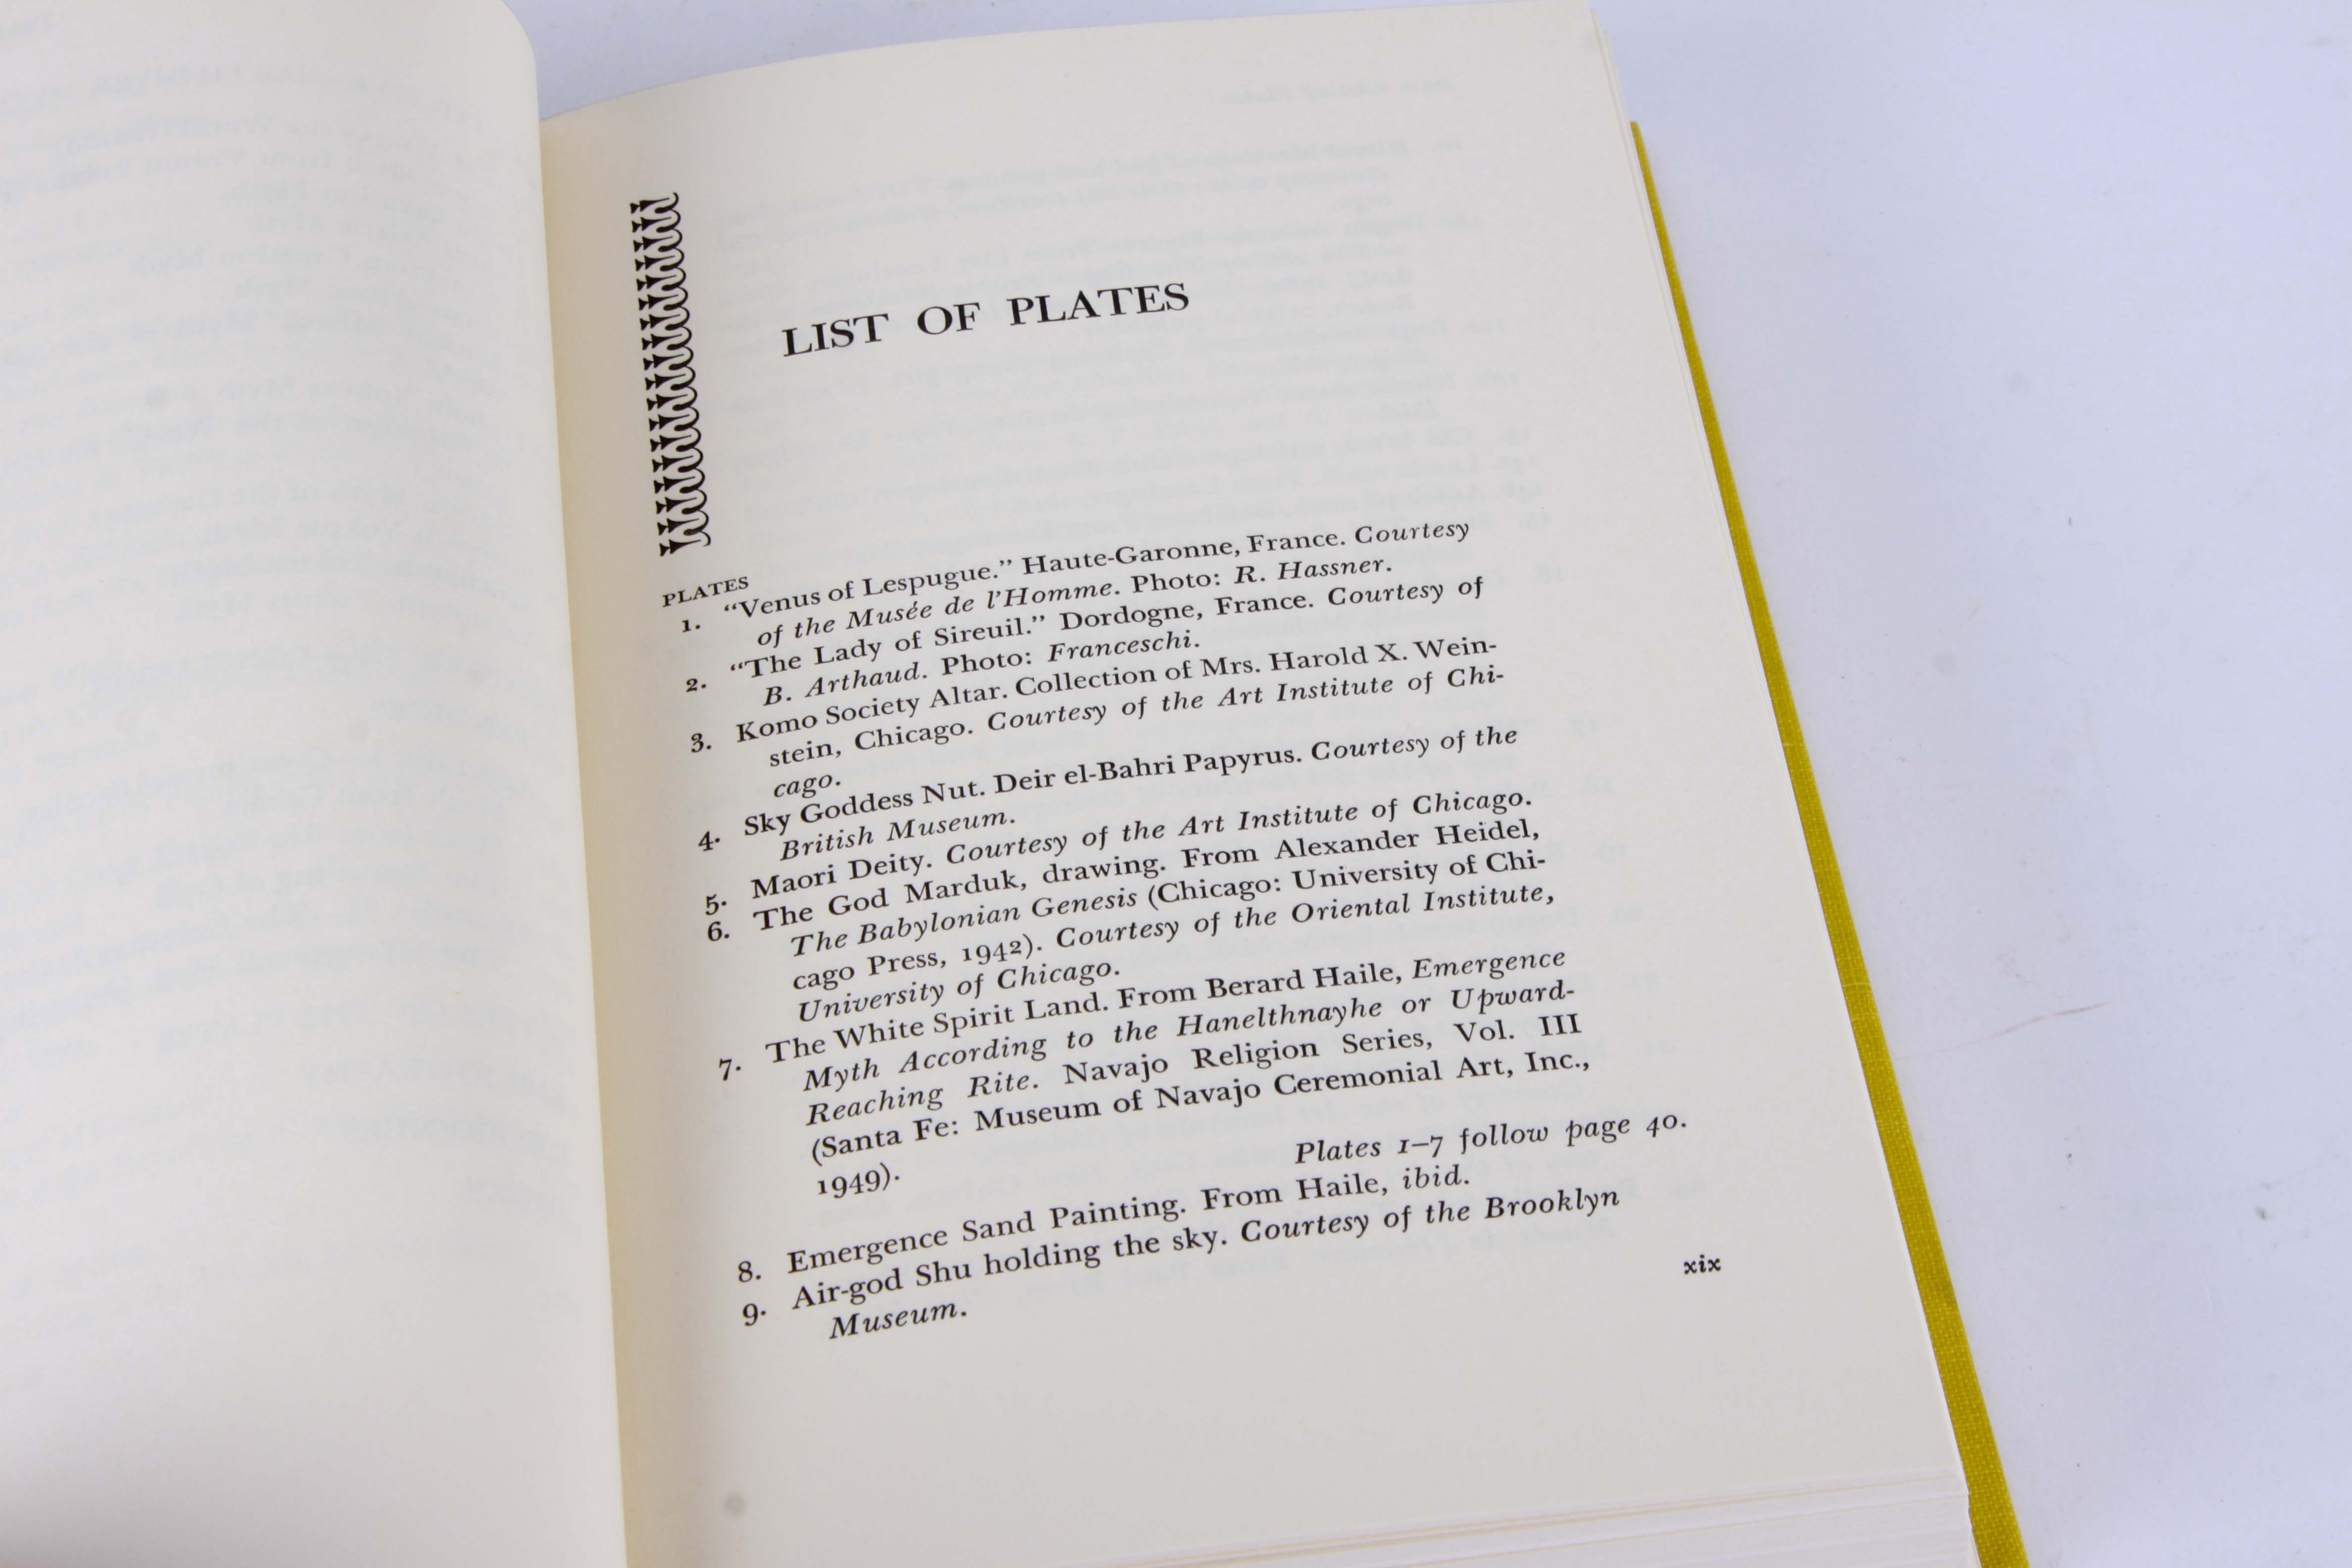 LIST OF PLATES
PLATES
1. “Venus of Lespugue.” Haute-Garonne, France. Courtesy
of the Musée de l’Homme. Photo: R. Hassner.
2. “The Lady of Sireuil.” Dordogne, France. Courtesy of
B. Arthaud. Photo: Franceschi.
3. Komo Society Altar. Collection of Mrs. Harold X. Wein-
stein, Chicago. Courtesy of the Art Institute of Chi-
cago.
4. Sky Goddess Nut. Deir el-Bahri Papyrus. Courtesy of the
British Museum.
5. Maori Deity. Courtesy of the Art Institute of Chicago.
6. The God Marduk, drawing. From Alexander Heidel,
The Babylonian Genesis (Chicago: University of Chi-
cago Press, 1942). Courtesy of the Oriental Institute,
University of Chicago.
7. The White Spirit Land. From Berard Haile, Emergence
Myth According to the Hanelthnayhe or Upward-
Reaching Rite. Navajo Religion Series, Vol. III
(Santa Fe: Museum of Navajo Ceremonial Art, Inc.,
1949).
Plates 1–7 follow page 40.
8. Emergence Sand Painting. From Haile, ibid.
9. Air-god Shu holding the sky. Courtesy of the Brooklyn
Museum.
xix